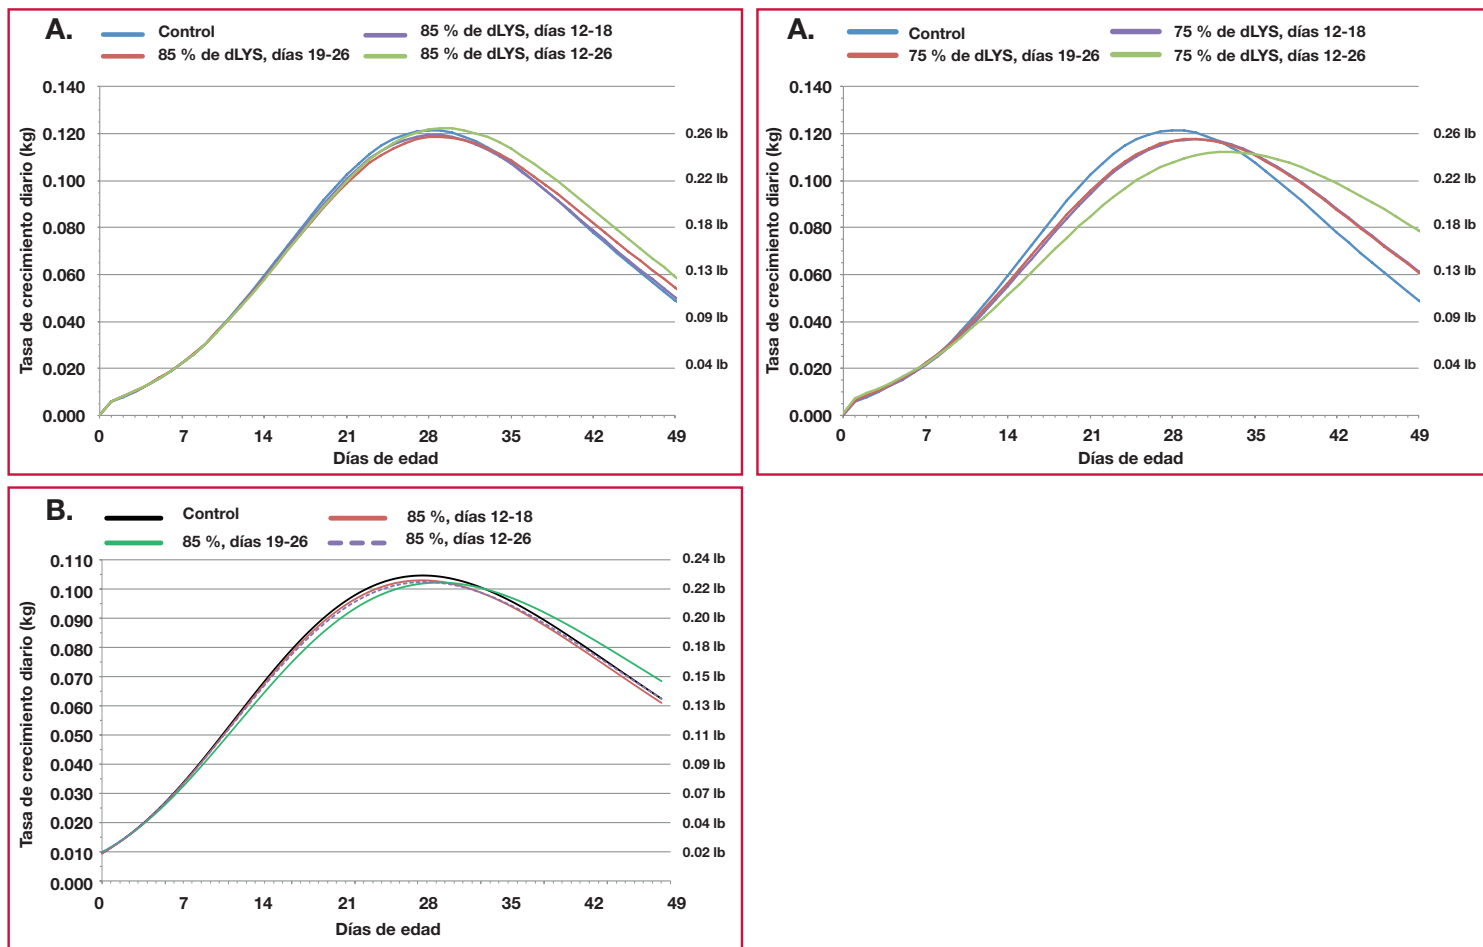 A.
Control
85 % de dLYS, días 12-18
85 % de dLYS, días 19-26
85 % de dLYS, días 12-26
Tasa de crecimiento diario (kg)
0.140
0.120
0.100
0.080
0.060
0.040
0.020
0.000
0.26 lb
0.22 lb
0.18 lb
0.13 lb
0.09 lb
0.04 lb
0 7 14 21 28 35 42 49
Días de edad
A.
Control
75 % de dLYS, días 12-18
75 % de dLYS, días 19-26
75 % de dLYS, días 12-26
Tasa de crecimiento diario (kg)
0.140
0.120
0.100
0.080
0.060
0.040
0.020
0.000
0.26 lb
0.22 lb
0.18 lb
0.13 lb
0.09 lb
0.04 lb
0 7 14 21 28 35 42 49
Días de edad
B.
Control
85 %, días 12-18
85 %, días 19-26
85 %, días 12-26
Tasa de crecimiento diario (kg)
0.110
0.100
0.090
0.080
0.070
0.060
0.050
0.040
0.030
0.020
0.010
0.000
0.24 lb
0.22 lb
0.20 lb
0.18 lb
0.15 lb
0.13 lb
0.11 lb
0.09 lb
0.07 lb
0.04 lb
0.02 lb
0 7 14 21 28 35 42 49
Días de edad